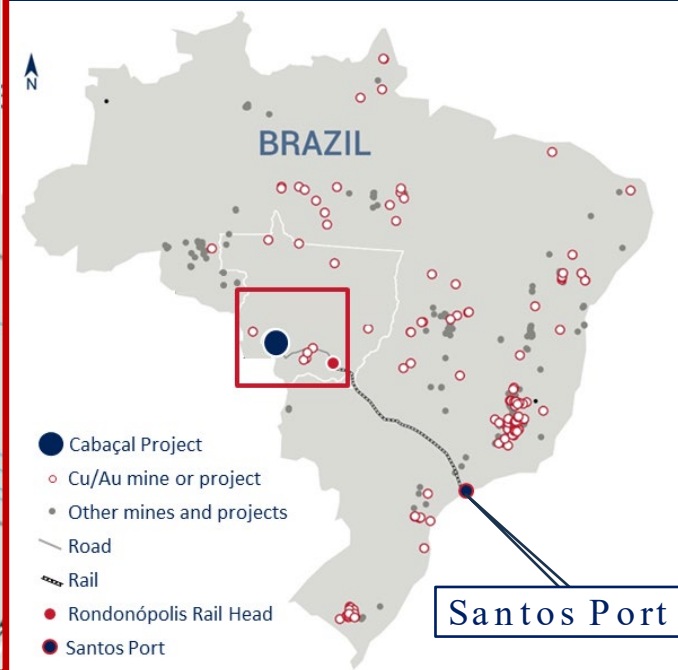 N
BRAZIL
Cabaçal Project
Cu/Au mine or project
Other mines and projects
Road
Rail
Rondonópolis Rail Head
Santos Port
Santos Port